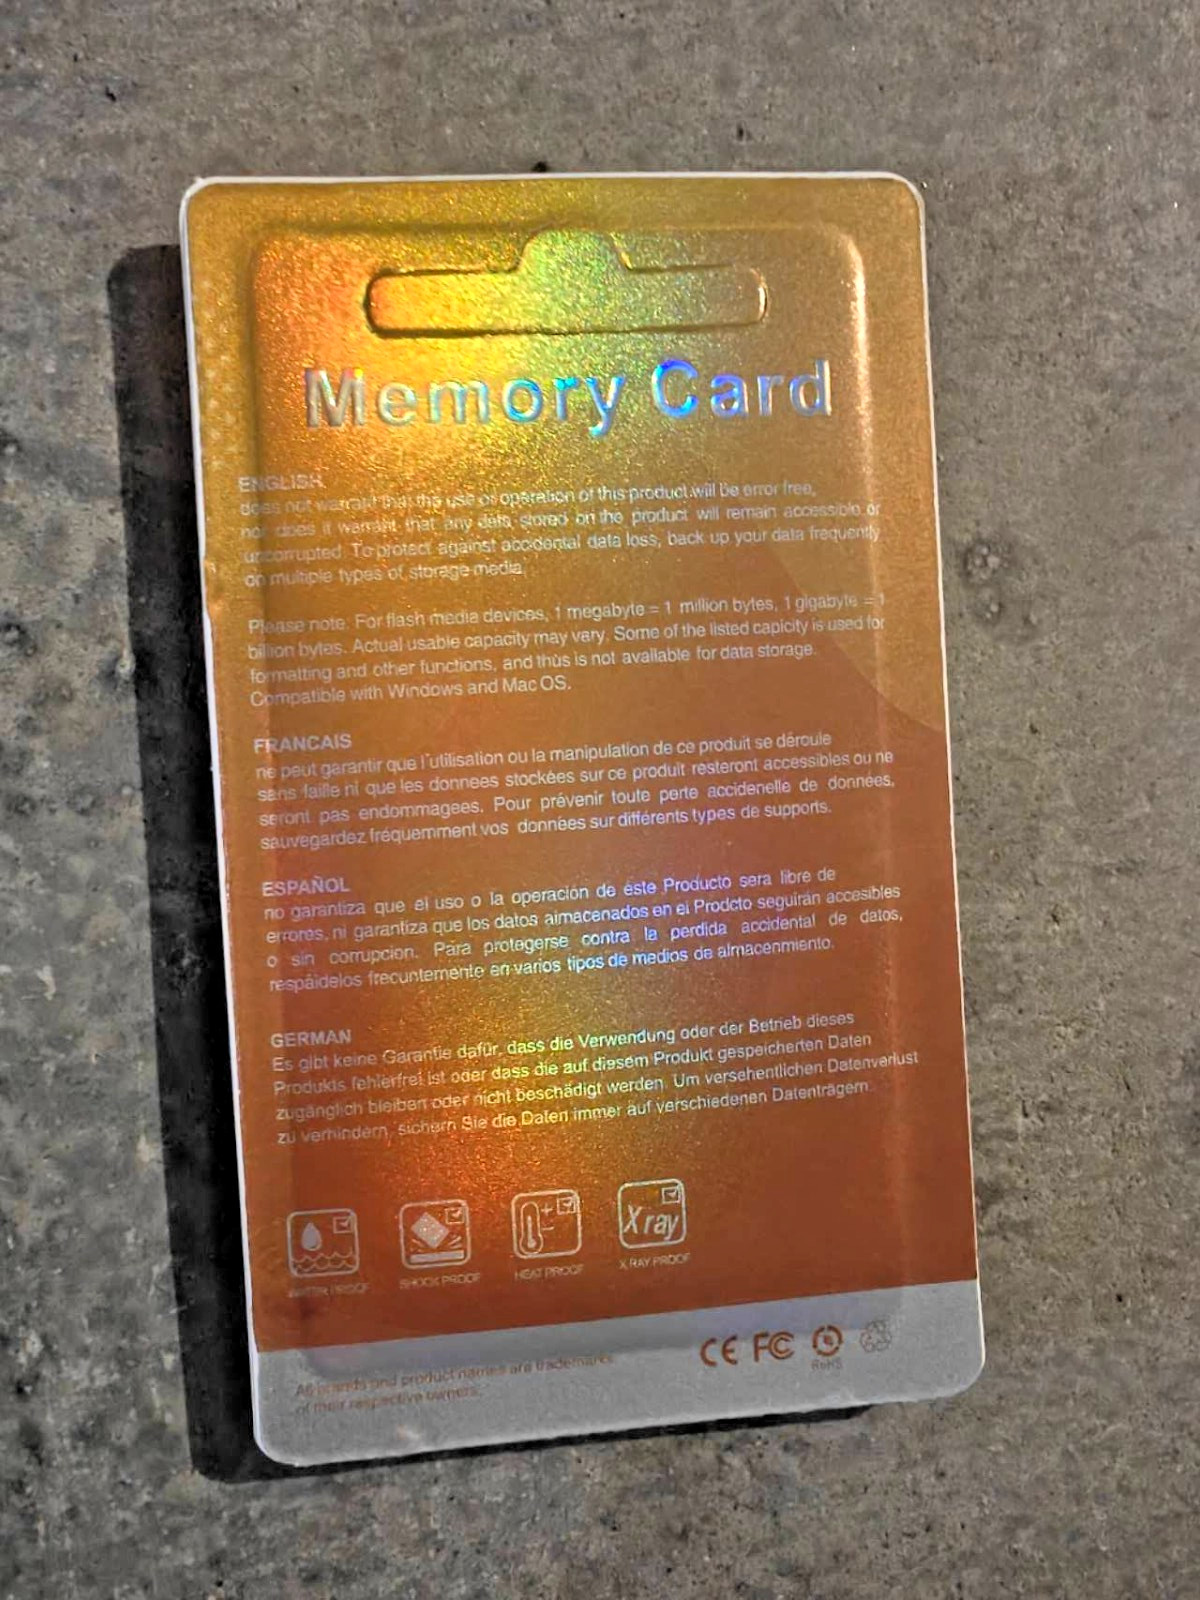 Memory Card
ENGLISH
does not warrant that the use or operation of this product will be error free,
nor does it warrant that any data stored on the product will remain accessible or
uncorrupted. To protect against accidental data loss, back up your data frequently
on multiple types of storage media.
Please note: For flash media devices, 1 megabyte = 1 million bytes, 1 gigabyte = 1
billion bytes. Actual usable capacity may vary. Some of the listed capicity is used for
formatting and other functions, and thus is not available for data storage.
Compatible with Windows and Mac OS.
FRANCAIS
ne peut garantir que l'utilisation ou la manipulation de ce produit se déroule
sans faille ni que les donnees stockées sur ce produit resteront accessibles ou ne
seront pas endommagees. Pour prévenir toute perte accidenelle de données,
sauvegardez fréquemment vos données sur différents types de supports.
ESPAÑOL
no garantiza que el uso o la operación de éste Producto sera libre de
errores, ni garantiza que los datos almacenados en el Prodcto seguirán accesibles
o sin corrupcion. Para protegerse contra la perdida accidental de datos,
respáidelos frecuntemente en varios tipos de medios de almacenmiento.
GERMAN
Es gibt keine Garantie dafür, dass die Verwendung oder der Betrieb dieses
Produkts fehlerfrei ist oder dass die auf diesem Produkt gespeicherten Daten
zugänglich bleiben oder nicht beschädigt werden. Um versehentlichen Datenverlust
zu verhindern, sichern Sie die Daten immer auf verschiedenen Datenträgern.
X ray
WATER PROOF SHOCK PROOF HEAT PROOF X RAY PROOF
CE FC
RoHS
All brands and product names are trademarks
of their respective owners.